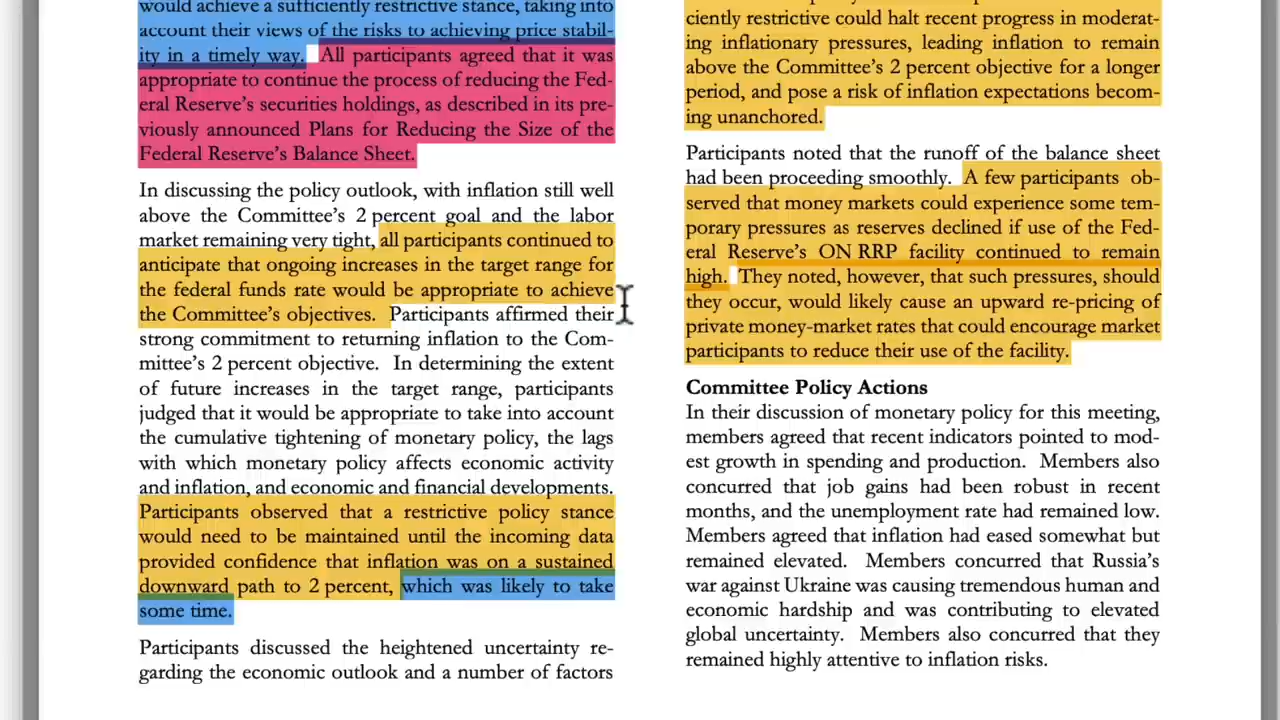 would achieve a sufficiently restrictive stance, taking into
account their views of the risks to achieving price stabil-
ity in a timely way.  All participants agreed that it was
appropriate to continue the process of reducing the Fed-
eral Reserve's securities holdings, as described in its pre-
viously announced Plans for Reducing the Size of the
Federal Reserve's Balance Sheet.
In discussing the policy outlook, with inflation still well
above the Committee's 2 percent goal and the labor
market remaining very tight, all participants continued to
anticipate that ongoing increases in the target range for
the federal funds rate would be appropriate to achieve
the Committee's objectives.  Participants affirmed their
strong commitment to returning inflation to the Com-
mittee's 2 percent objective.  In determining the extent
of future increases in the target range, participants
judged that it would be appropriate to take into account
the cumulative tightening of monetary policy, the lags
with which monetary policy affects economic activity
and inflation, and economic and financial developments.
Participants observed that a restrictive policy stance
would need to be maintained until the incoming data
provided confidence that inflation was on a sustained
downward path to 2 percent, which was likely to take
some time.
Participants discussed the heightened uncertainty re-
garding the economic outlook and a number of factors
ciently restrictive could halt recent progress in moderat-
ing inflationary pressures, leading inflation to remain
above the Committee's 2 percent objective for a longer
period, and pose a risk of inflation expectations becom-
ing unanchored.
Participants noted that the runoff of the balance sheet
had been proceeding smoothly.  A few participants ob-
served that money markets could experience some tem-
porary pressures as reserves declined if use of the Fed-
eral Reserve's ON RRP facility continued to remain
high.  They noted, however, that such pressures, should
they occur, would likely cause an upward re-pricing of
private money-market rates that could encourage market
participants to reduce their use of the facility.
Committee Policy Actions
In their discussion of monetary policy for this meeting,
members agreed that recent indicators pointed to mod-
est growth in spending and production.  Members also
concurred that job gains had been robust in recent
months, and the unemployment rate had remained low.
Members agreed that inflation had eased somewhat but
remained elevated.  Members concurred that Russia's
war against Ukraine was causing tremendous human and
economic hardship and was contributing to elevated
global uncertainty.  Members also concurred that they
remained highly attentive to inflation risks.